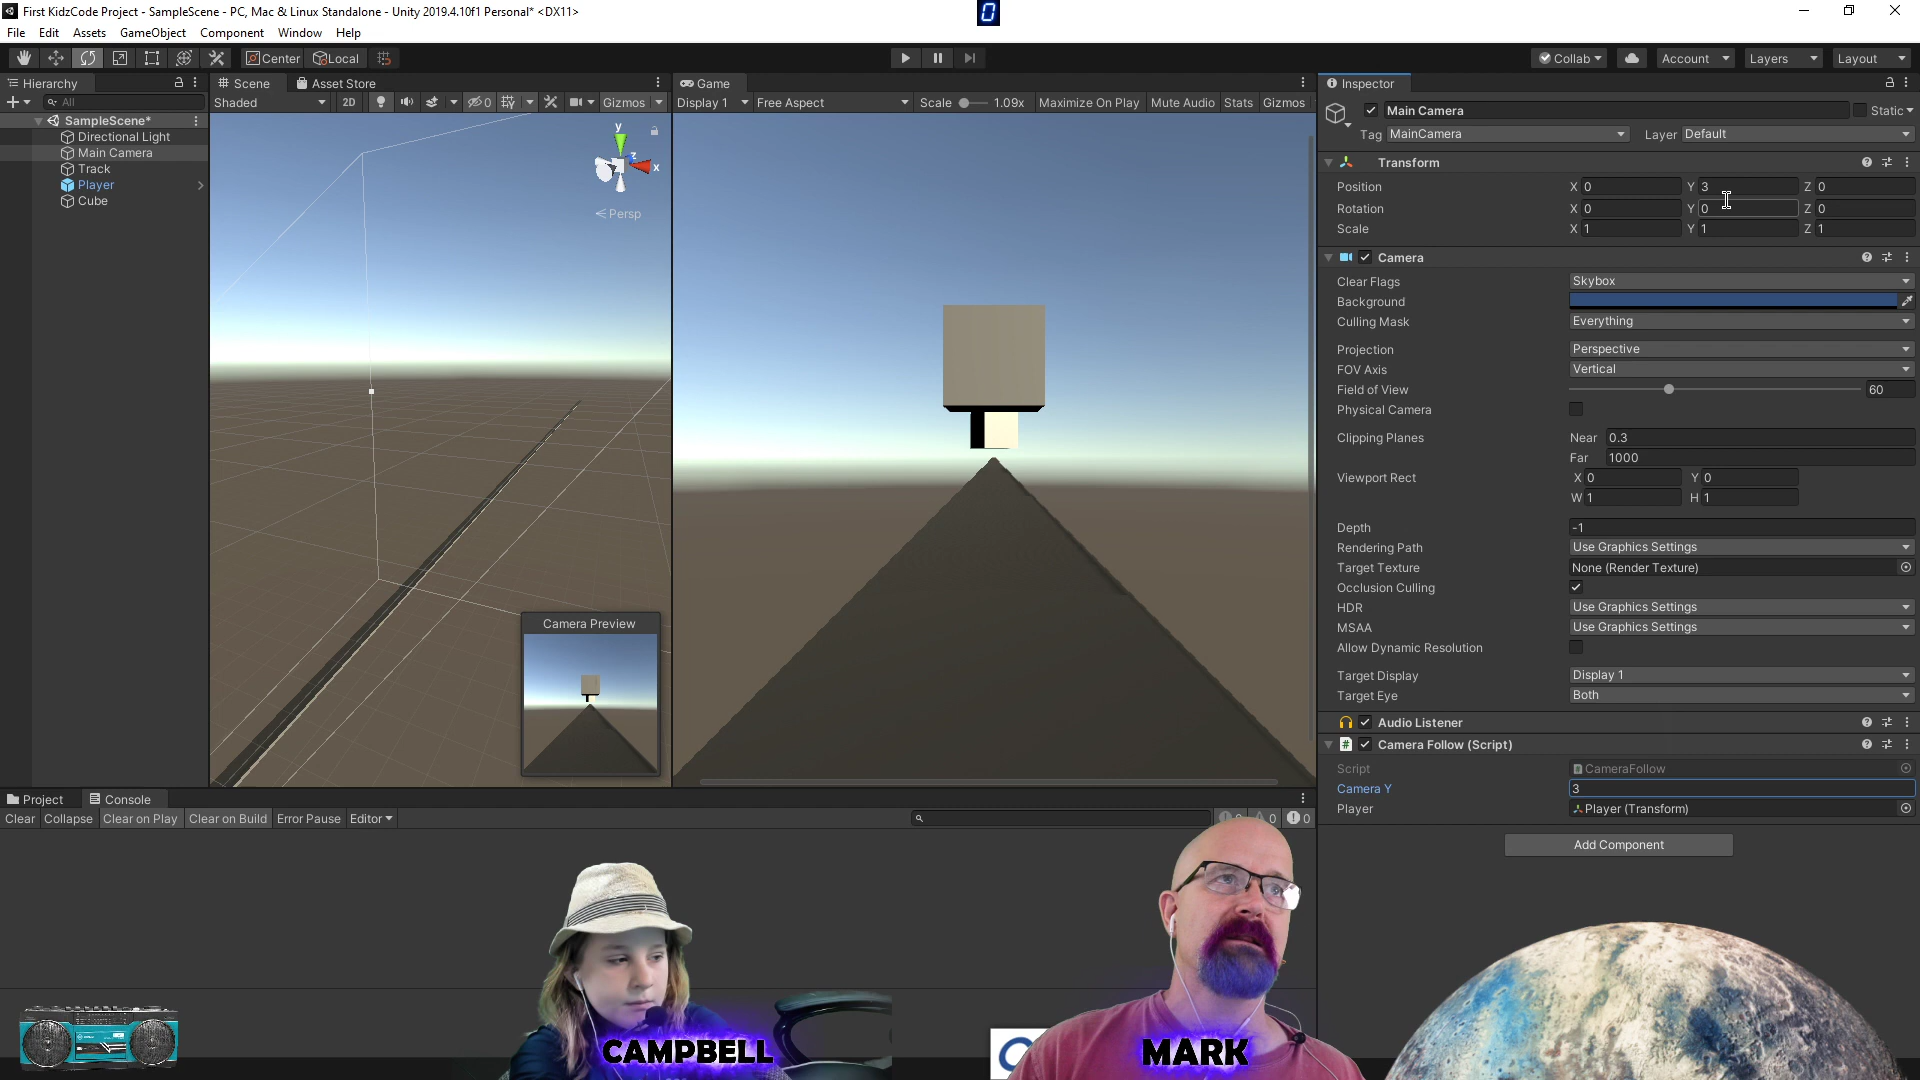 First KidzCode Project - SampleScene - PC, Mac & Linux Standalone - Unity 2019.4.10f1 Personal* <DX11>
0
File Edit Assets GameObject Component Window Help
Center Local
Collab Account Layers Layout
Hierarchy
Scene Asset Store
Game
Inspector
All
Shaded 2D 0 Gizmos
Display 1 Free Aspect Scale 1.09x Maximize On Play Mute Audio Stats Gizmos
SampleScene*
Directional Light
Main Camera
Track
Player
Cube
y
z
x
Persp
Camera Preview
Main Camera Static
Tag MainCamera Layer Default
Transform
Position X 0 Y 3 Z 0
Rotation X 0 Y 0 Z 0
Scale X 1 Y 1 Z 1
Camera
Clear Flags Skybox
Background
Culling Mask Everything
Projection Perspective
FOV Axis Vertical
Field of View 60
Physical Camera
Clipping Planes Near 0.3
Far 1000
Viewport Rect X 0 Y 0
W 1 H 1
Depth -1
Rendering Path Use Graphics Settings
Target Texture None (Render Texture)
Occlusion Culling
HDR Use Graphics Settings
MSAA Use Graphics Settings
Allow Dynamic Resolution
Target Display Display 1
Target Eye Both
Audio Listener
Camera Follow (Script)
Script CameraFollow
Camera Y 3
Player Player (Transform)
Add Component
Project Console
Clear Collapse Clear on Play Clear on Build Error Pause Editor
0 0
CAMPBELL
MARK